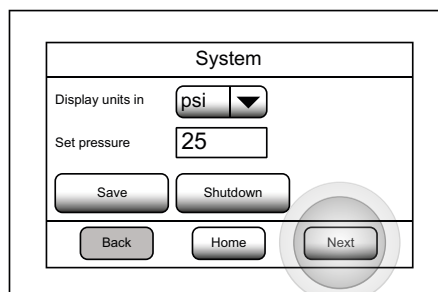 System
Display units in psi
Set pressure 25
Save Shutdown
Back Home Next